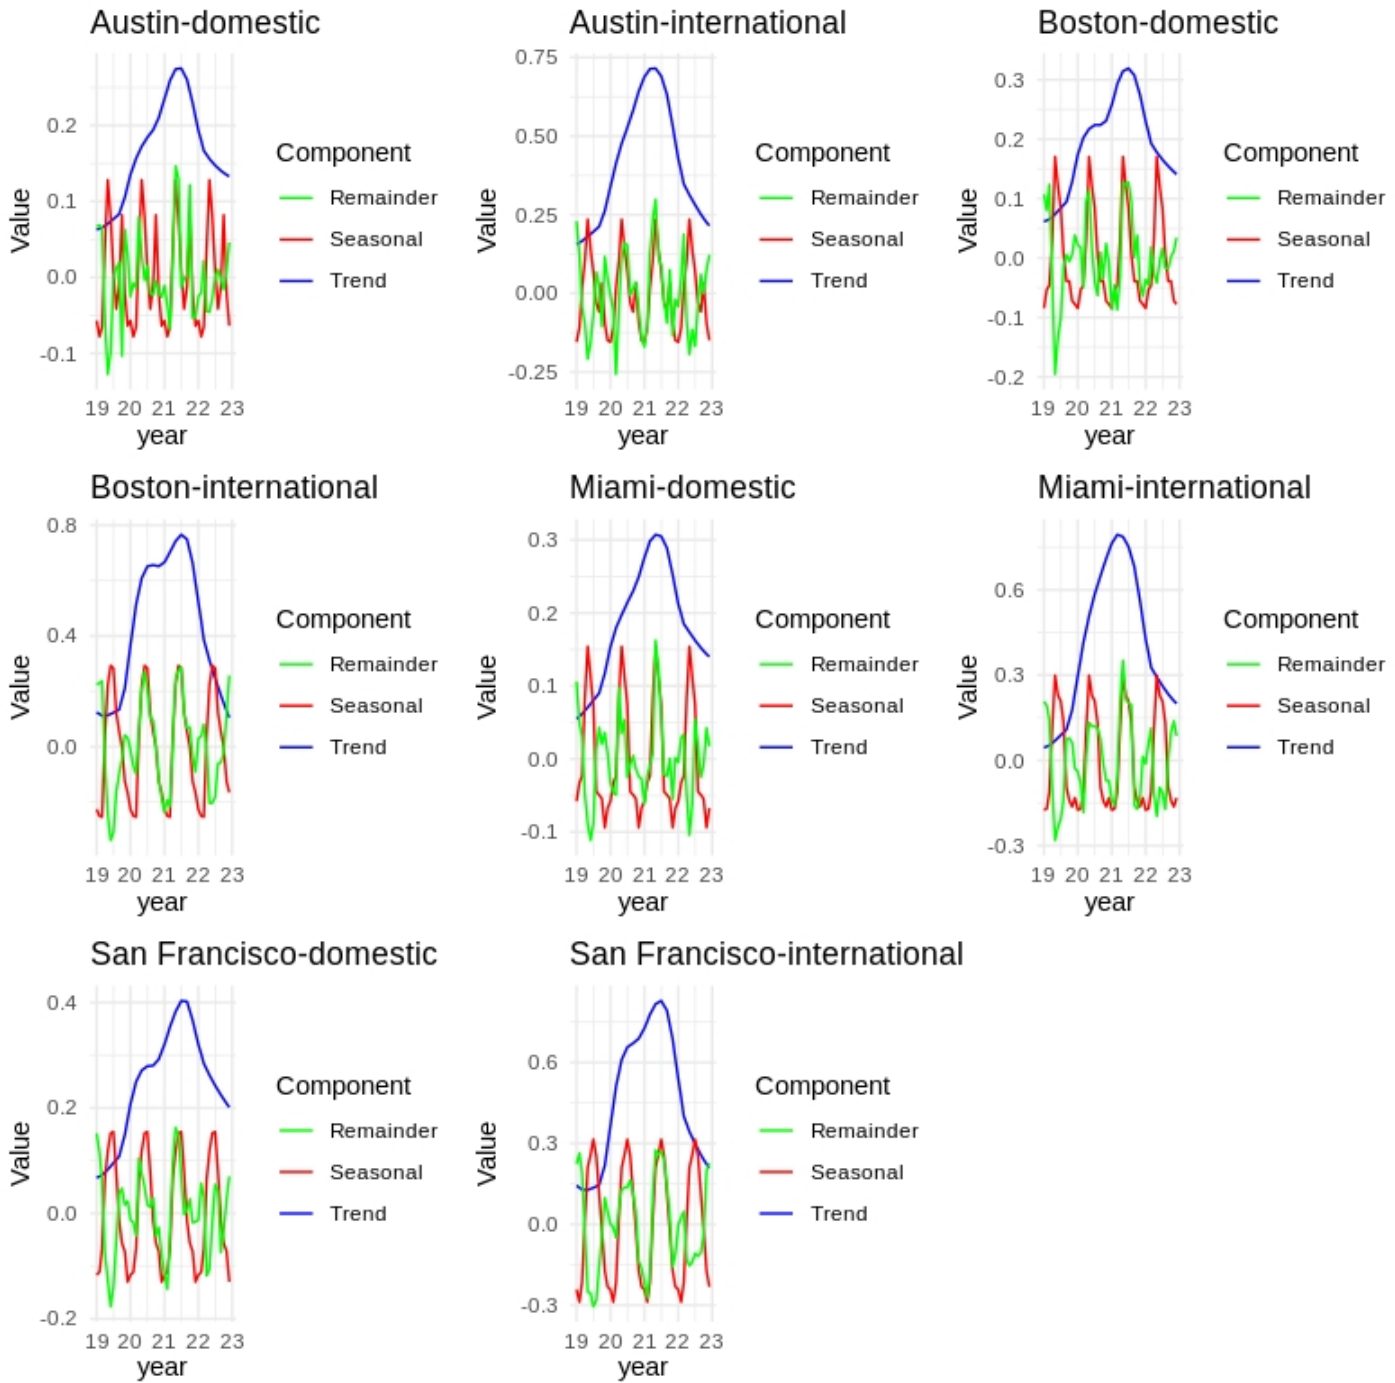 Austin-domestic
0.2
0.1
0.0
-0.1
Value
19 20 21 22 23
year
Component
Remainder
Seasonal
Trend
Austin-international
0.75
0.50
0.25
0.00
-0.25
Value
19 20 21 22 23
year
Component
Remainder
Seasonal
Trend
Boston-domestic
0.3
0.2
0.1
0.0
-0.1
-0.2
Value
19 20 21 22 23
year
Component
Remainder
Seasonal
Trend
Boston-international
0.8
0.4
0.0
Value
19 20 21 22 23
year
Component
Remainder
Seasonal
Trend
Miami-domestic
0.3
0.2
0.1
0.0
-0.1
Value
19 20 21 22 23
year
Component
Remainder
Seasonal
Trend
Miami-international
0.6
0.3
0.0
-0.3
Value
19 20 21 22 23
year
Component
Remainder
Seasonal
Trend
San Francisco-domestic
0.4
0.2
0.0
-0.2
Value
19 20 21 22 23
year
Component
Remainder
Seasonal
Trend
San Francisco-international
0.6
0.3
0.0
-0.3
Value
19 20 21 22 23
year
Component
Remainder
Seasonal
Trend